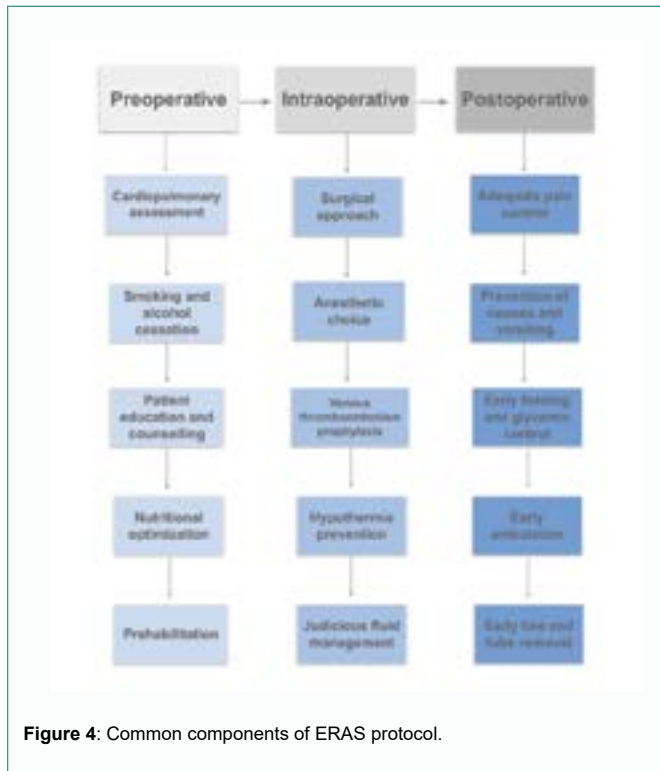 Preoperative
Intraoperative
Postoperative
Cardiopulmonary
assessment
Smoking and
alcohol
cessation
Patient
education and
counselling
Nutritional
optimization
Prehabilitation
Surgical
approach
Anesthetic
choice
Venous
thromboembolism
prophylaxis
Hypothermia
prevention
Judicious fluid
management
Adequate pain
control
Prevention of
nausea and
vomiting
Early feeding
and glycemic
control
Early
ambulation
Early line and
tube removal
Figure 4: Common components of ERAS protocol.